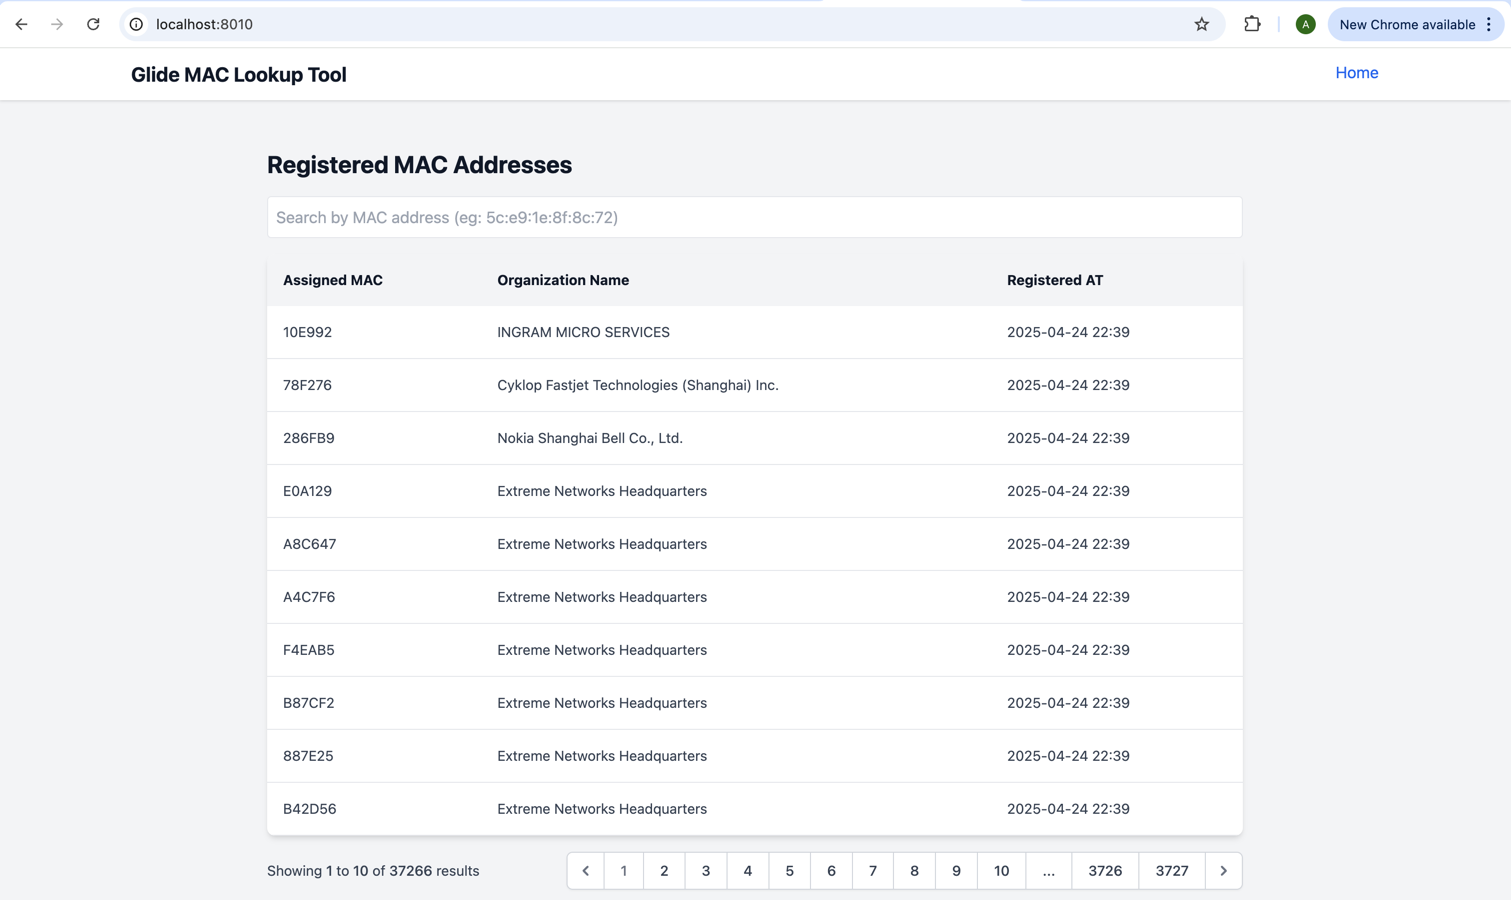 localhost:8010
A
New Chrome available
Glide MAC Lookup Tool
Home
Registered MAC Addresses
Search by MAC address (eg: 5c:e9:1e:8f:8c:72)
Assigned MAC Organization Name Registered AT
10E992 INGRAM MICRO SERVICES 2025-04-24 22:39
78F276 Cyklop Fastjet Technologies (Shanghai) Inc. 2025-04-24 22:39
286FB9 Nokia Shanghai Bell Co., Ltd. 2025-04-24 22:39
E0A129 Extreme Networks Headquarters 2025-04-24 22:39
A8C647 Extreme Networks Headquarters 2025-04-24 22:39
A4C7F6 Extreme Networks Headquarters 2025-04-24 22:39
F4EAB5 Extreme Networks Headquarters 2025-04-24 22:39
B87CF2 Extreme Networks Headquarters 2025-04-24 22:39
887E25 Extreme Networks Headquarters 2025-04-24 22:39
B42D56 Extreme Networks Headquarters 2025-04-24 22:39
Showing 1 to 10 of 37266 results
1 2 3 4 5 6 7 8 9 10 ... 3726 3727